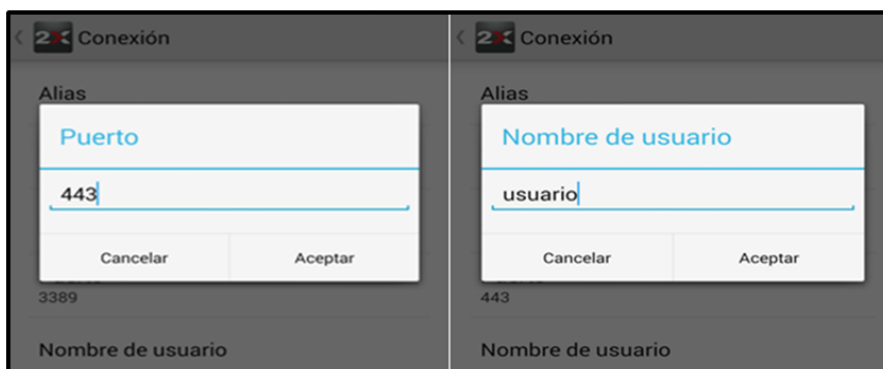 2X Conexión
Alias
Puerto
443
Cancelar Aceptar
3389
Nombre de usuario
2X Conexión
Alias
Nombre de usuario
usuario
Cancelar Aceptar
443
Nombre de usuario